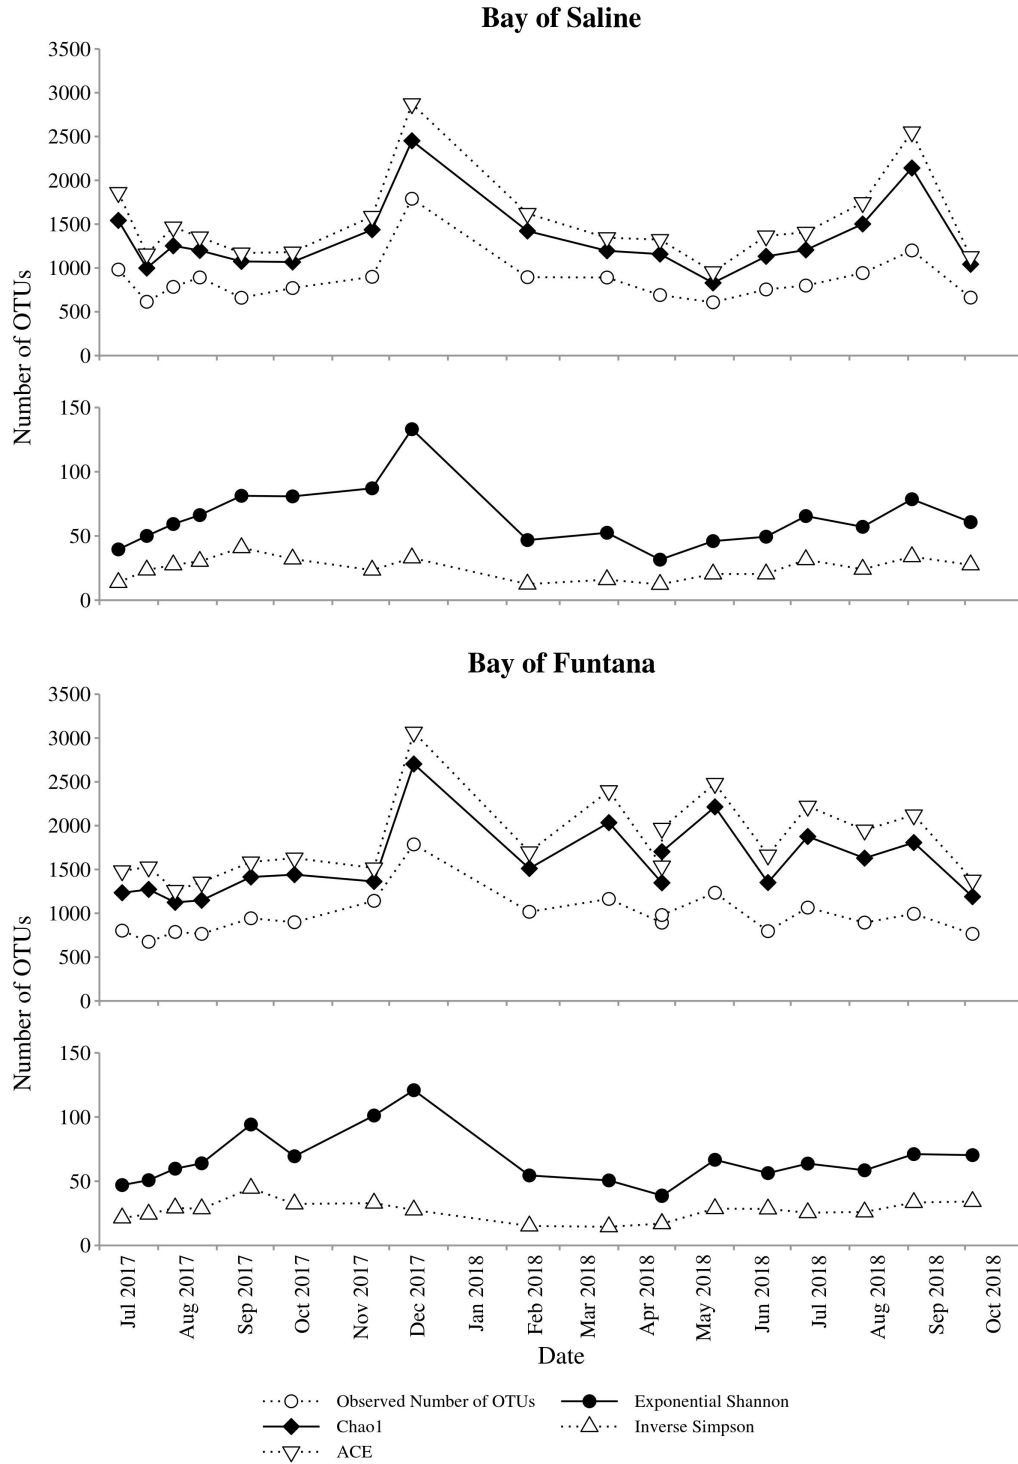 Bay of Saline
3500
3000
2500
2000
1500
1000
500
0
Number of OTUs
150
100
50
0
Bay of Funtana
3500
3000
2500
2000
1500
1000
500
0
Number of OTUs
150
100
50
0
Jul 2017
Aug 2017
Sep 2017
Oct 2017
Nov 2017
Dec 2017
Jan 2018
Feb 2018
Mar 2018
Apr 2018
May 2018
Jun 2018
Jul 2018
Aug 2018
Sep 2018
Oct 2018
Date
Observed Number of OTUs
Exponential Shannon
Chao1
Inverse Simpson
ACE